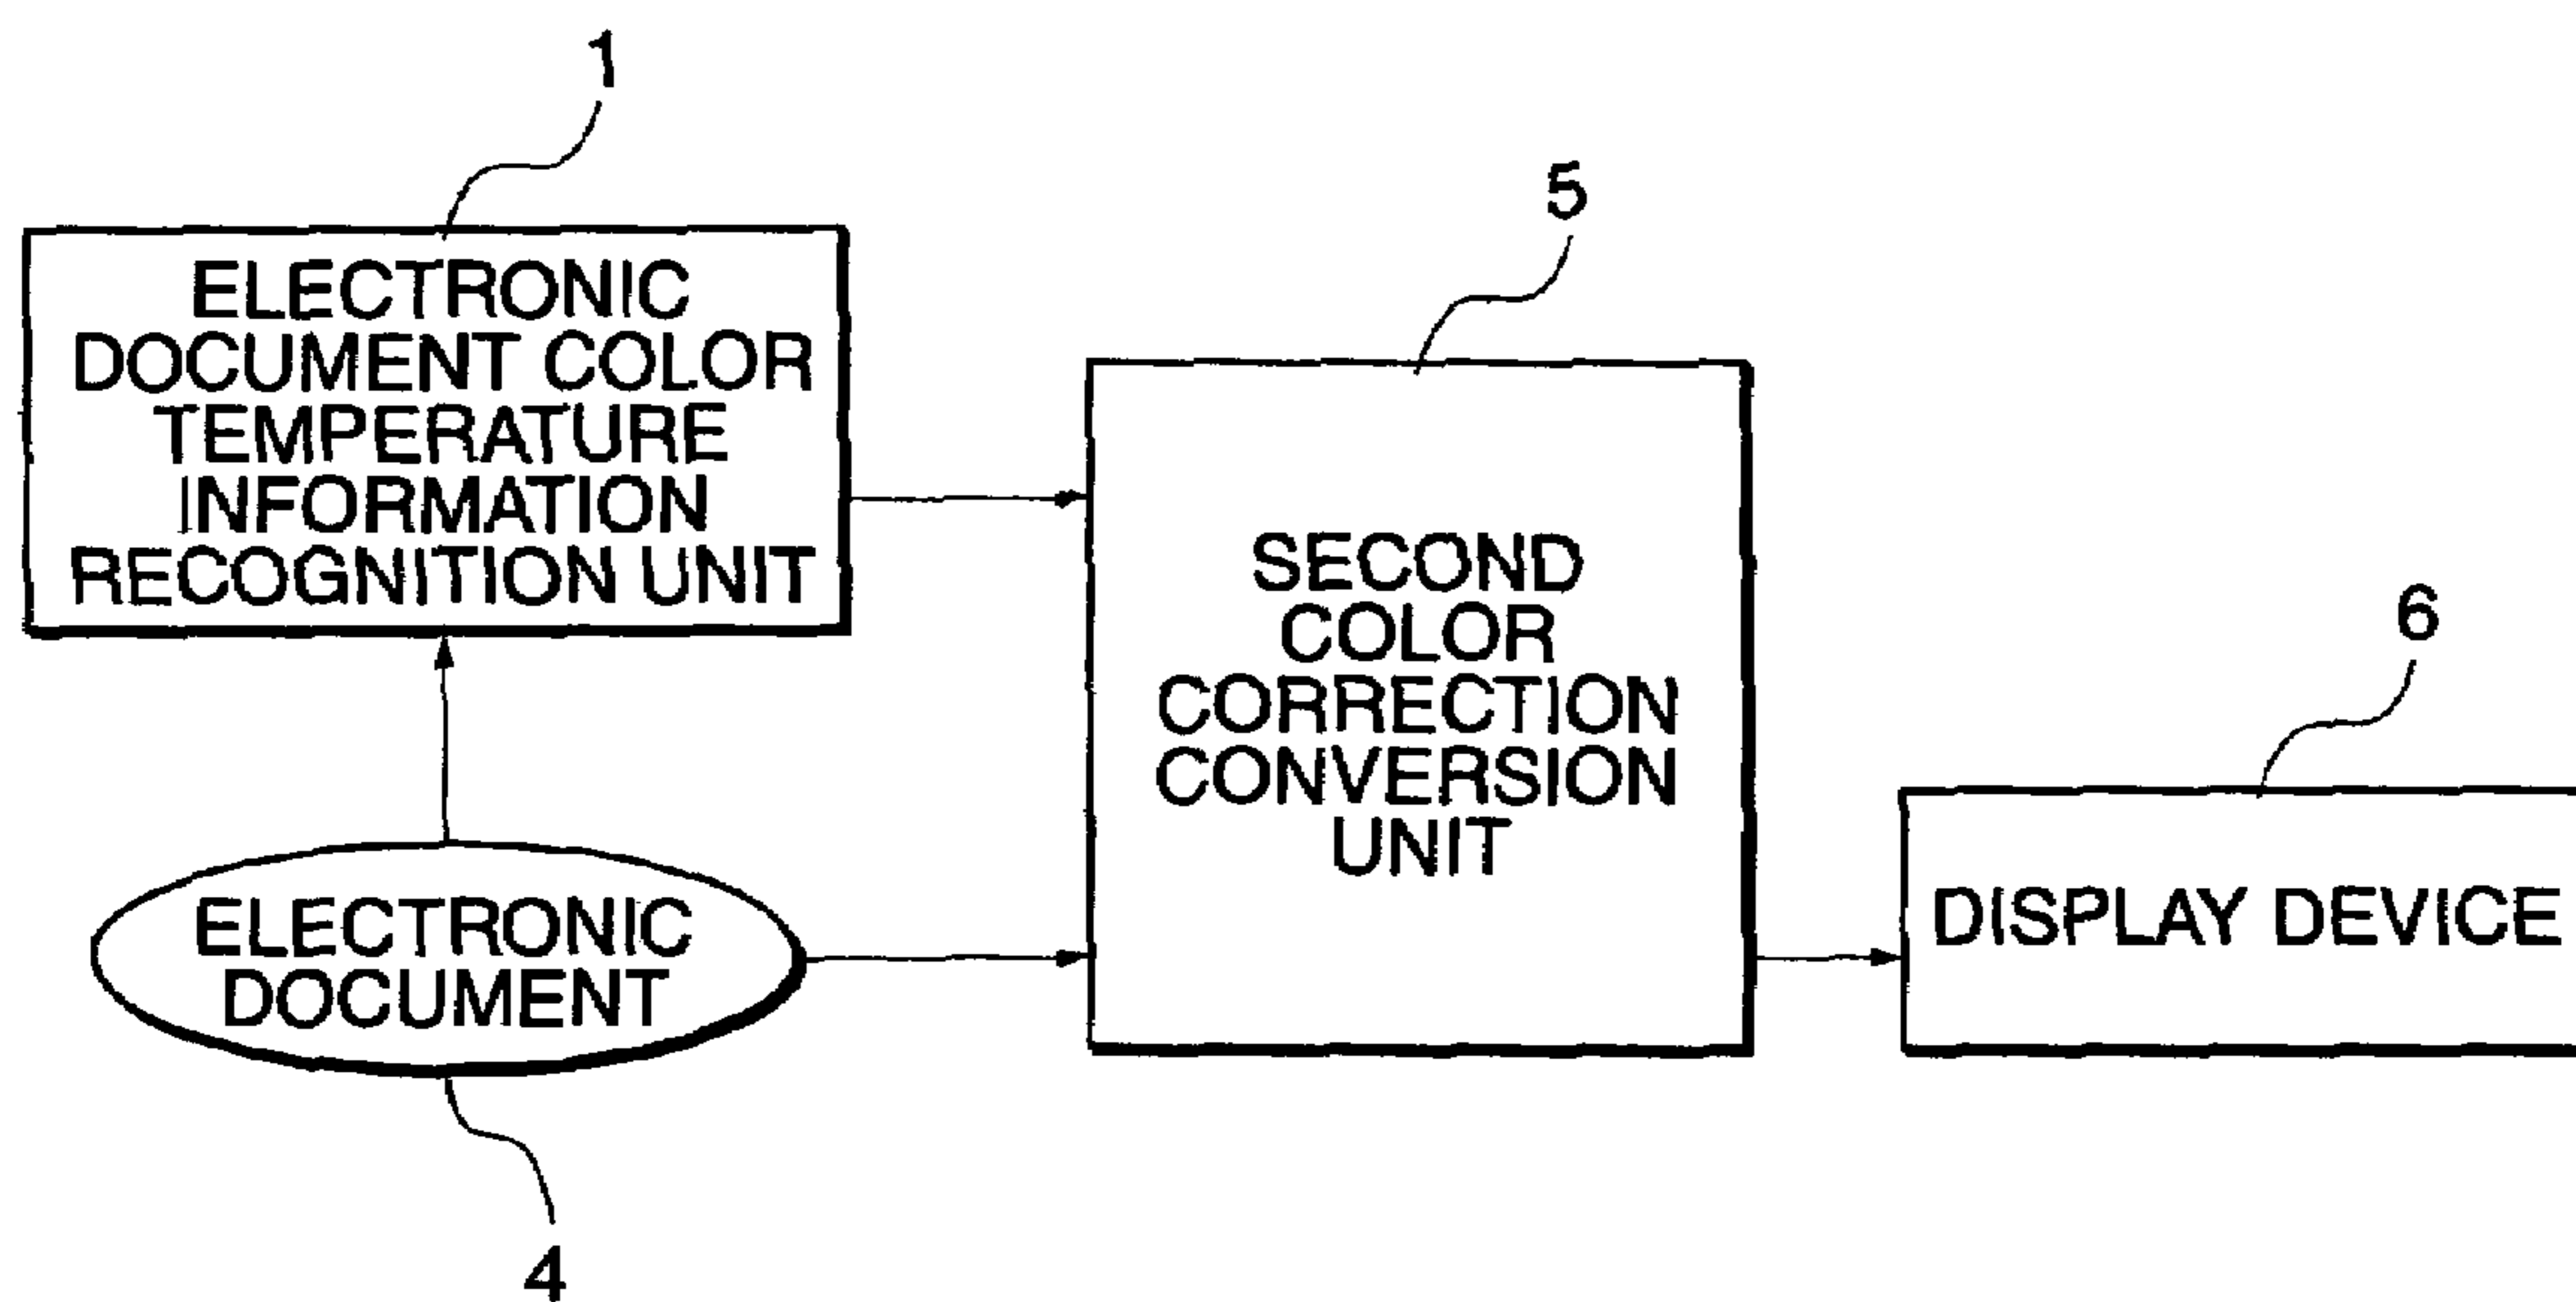 1
ELECTRONIC
DOCUMENT COLOR
TEMPERATURE
INFORMATION
RECOGNITION UNIT
5
SECOND
COLOR
CORRECTION
CONVERSION
UNIT
6
DISPLAY DEVICE
ELECTRONIC
DOCUMENT
4